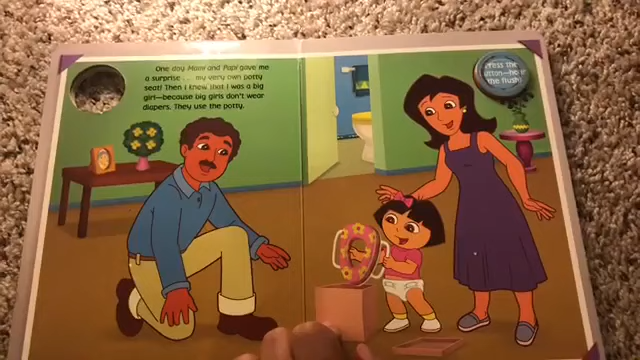 One day Mami and Papi gave me
a surprise . . . my very own potty
seat! Then I knew that I was a big
girl—because big girls don't wear
diapers. They use the potty.
Press the
button—hear
the flush!